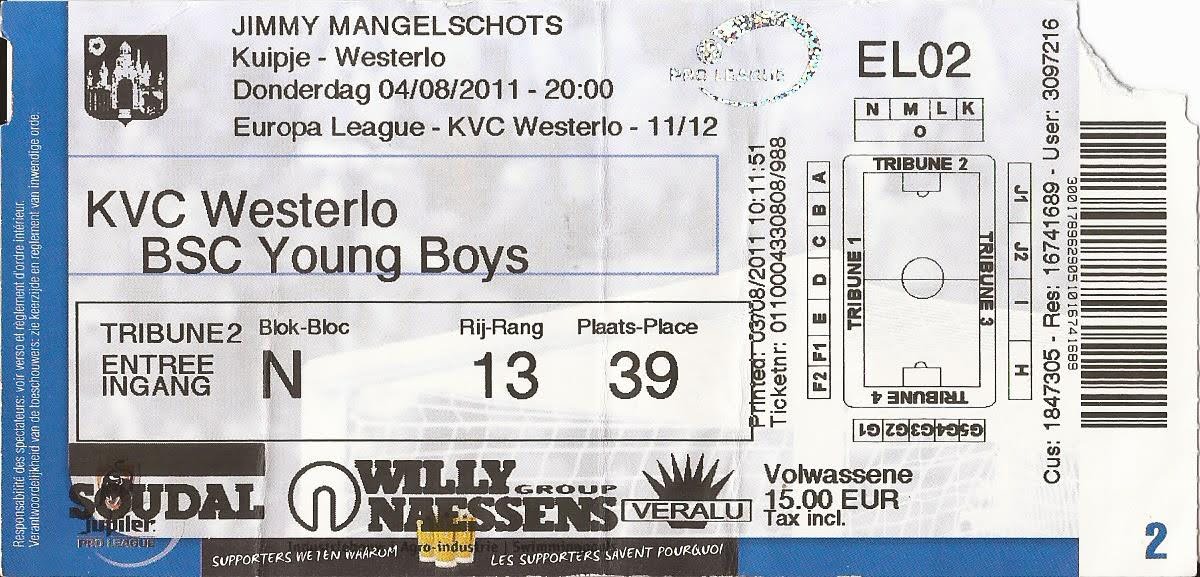 JIMMY MANGELSCHOTS
Kuipje - Westerlo
Donderdag 04/08/2011 - 20:00
Europa League - KVC Westerlo - 11/12
PRO LEAGUE
EL02
KVC Westerlo
BSC Young Boys
TRIBUNE2
ENTREE
INGANG
Blok-Bloc
N
Rij-Rang
13
Plaats-Place
39
Printed: 03/08/2011 10:11:51
Ticketnr: 01100043308​08/988
N M L K
O
A
B
C
D
E
F1
F2
TRIBUNE 2
TRIBUNE 1
TRIBUNE 3
TRIBUNE 4
J1
J2
I
H
G5G4G3G2G1
Cus: 1847305 - Res: 16741689 - User: 3097216
300178962905101674​1689
SOUDAL
Jupiler
PRO LEAGUE
WILLY
NAESSENS
GROUP
Agro-industrie
VERALU
Volwassene
15.00 EUR
Tax incl.
SUPPORTERS WETEN WAAROM
LES SUPPORTERS SAVENT POURQUOI
2
Responsabilité des spectateurs: voir verso et règlement d'ordre intérieur.
Verantwoordelijkheid van de toeschouwers: zie keerzijde en reglement van inwendige orde.